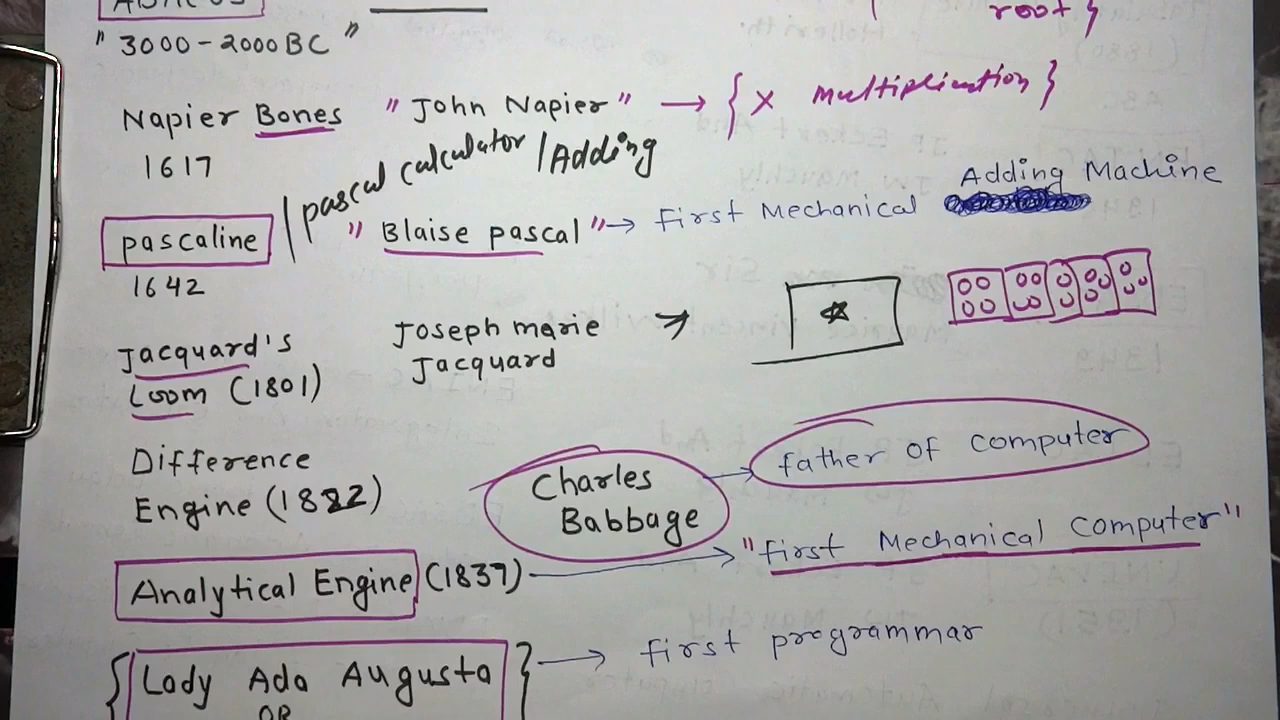 ABACUS
"3000-2000BC"
root}
Napier Bones "John Napier" → {× multiplication}
1617
/pascal calculator/Adding
pascaline "Blaise pascal" → first Mechanical Adding Machine
1642
Jacquard's Joseph marie →
Loom (1801) Jacquard
Difference
Engine (1822)
Charles
Babbage → father of computer
Analytical Engine (1837) → "first Mechanical Computer"
{Lady Ada Augusta} → first programmar
OR